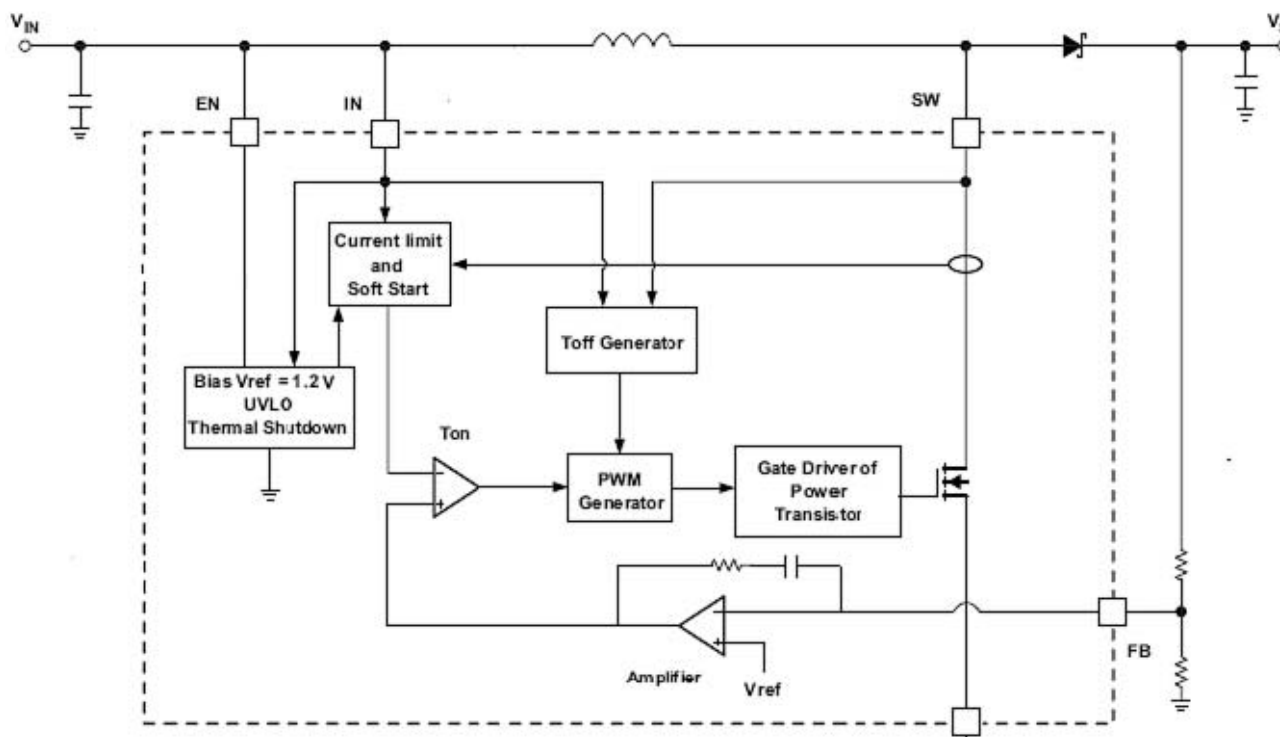 VIN
V
EN
IN
SW
Current limit
and
Soft Start
Toff Generator
Bias Vref = 1.2 V
UVLO
Thermal Shutdown
Ton
PWM
Generator
Gate Driver of
Power
Transistor
FB
Amplifier
Vref